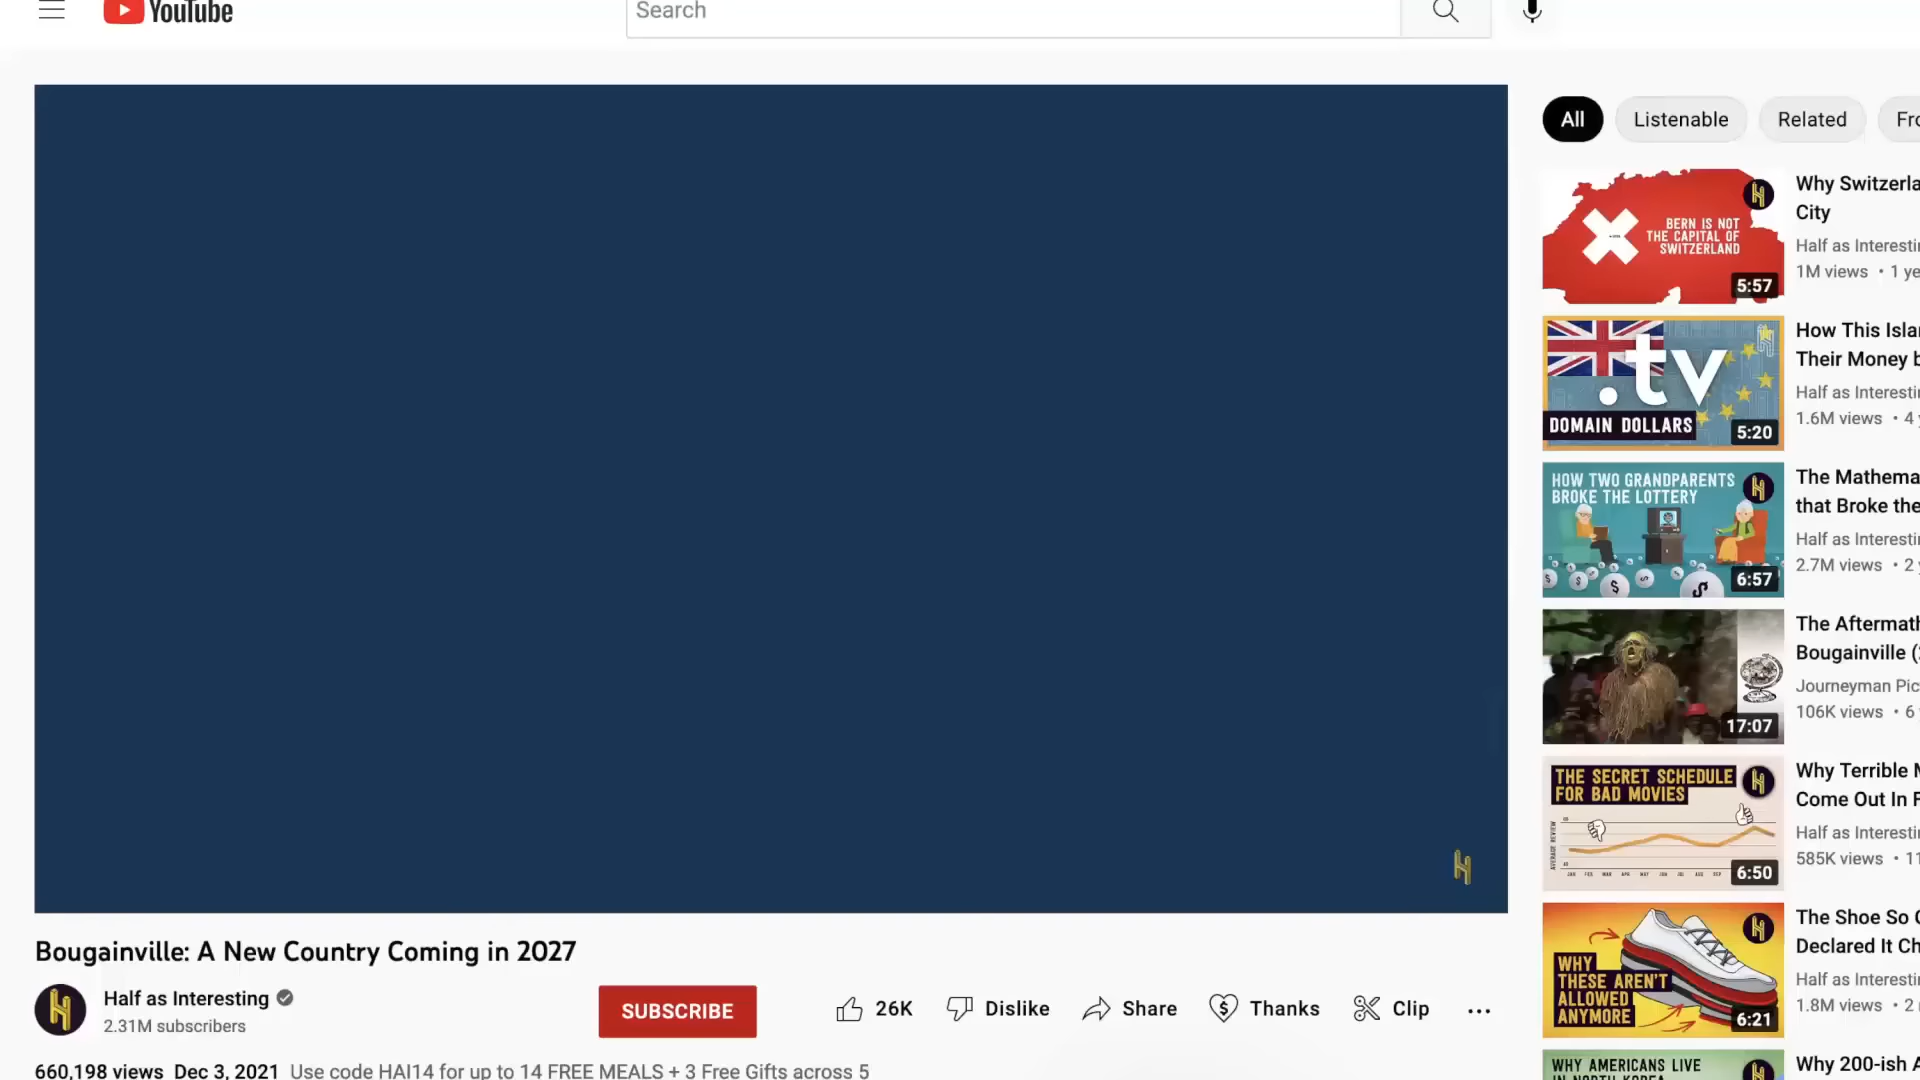 YouTube
Search
All
Listenable
Related
BERN IS NOT
THE CAPITAL OF
SWITZERLAND
5:57
Why Switzerla
City
Half as Interesti
1M views • 1 ye
.tv
DOMAIN DOLLARS
5:20
How This Isla
Their Money b
Half as Interesti
1.6M views • 4
HOW TWO GRANDPARENTS
BROKE THE LOTTERY
6:57
The Mathema
that Broke the
Half as Interesti
2.7M views • 2
17:07
The Aftermath
Bougainville (
Journeyman Pic
106K views • 6
THE SECRET SCHEDULE
FOR BAD MOVIES
6:50
Why Terrible M
Come Out In F
Half as Interesti
585K views • 11
WHY
THESE AREN'T
ALLOWED
ANYMORE
6:21
The Shoe So
Declared It Ch
Half as Interesti
1.8M views • 2
WHY AMERICANS LIVE
IN NORTH KOREA
Why 200-ish A
Bougainville: A New Country Coming in 2027
Half as Interesting
2.31M subscribers
SUBSCRIBE
26K
Dislike
Share
Thanks
Clip
660,198 views Dec 3, 2021 Use code HAI14 for up to 14 FREE MEALS + 3 Free Gifts across 5